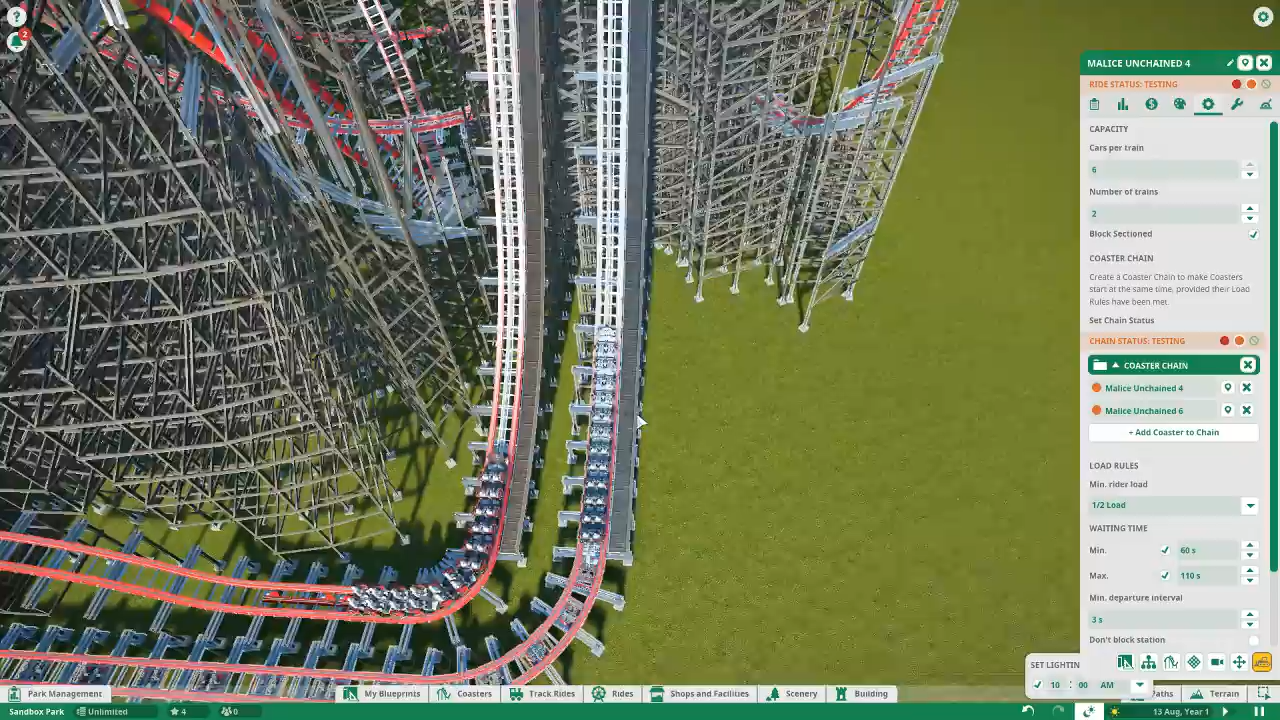 ?
2
MALICE UNCHAINED 4
RIDE STATUS: TESTING
CAPACITY
Cars per train
6
Number of trains
2
Block Sectioned
COASTER CHAIN
Create a Coaster Chain to make Coasters
start at the same time, provided their Load
Rules have been met.
Set Chain Status
CHAIN STATUS: TESTING
COASTER CHAIN
Malice Unchained 4
Malice Unchained 6
+ Add Coaster to Chain
LOAD RULES
Min. rider load
1/2 Load
WAITING TIME
Min. 60 s
Max. 110 s
Min. departure interval
3 s
Don't block station
10 : 00 AM
Park Management
My Blueprints
Coasters
Track Rides
Rides
Shops and Facilities
Scenery
Building
Terrain
Sandbox Park
Unlimited
4
0
13 Aug, Year 1